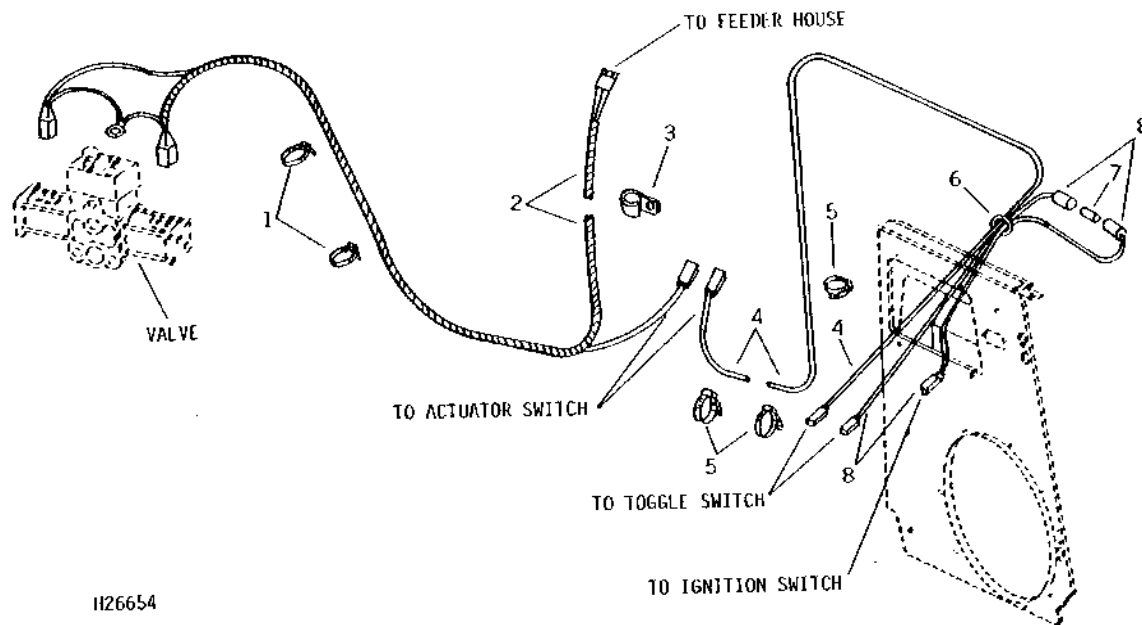 TO FEEDER HOUSE
3
8
7
6
2
5
1
VALVE
4
4
TO ACTUATOR SWITCH
5
8
TO TOGGLE SWITCH
TO IGNITION SWITCH
H26654